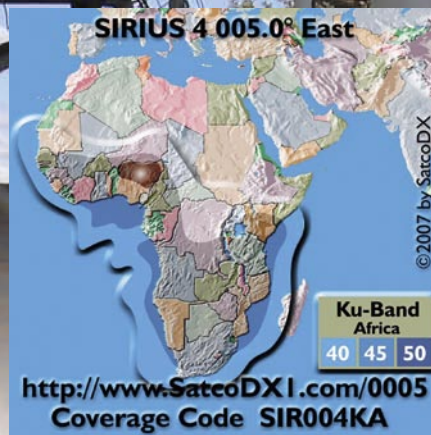 SIRIUS 4 005.0° East
©2007 by SatcoDX
Ku-Band
Africa
40 45 50
http://www.SatcoDX1.com/0005
Coverage Code SIR004KA